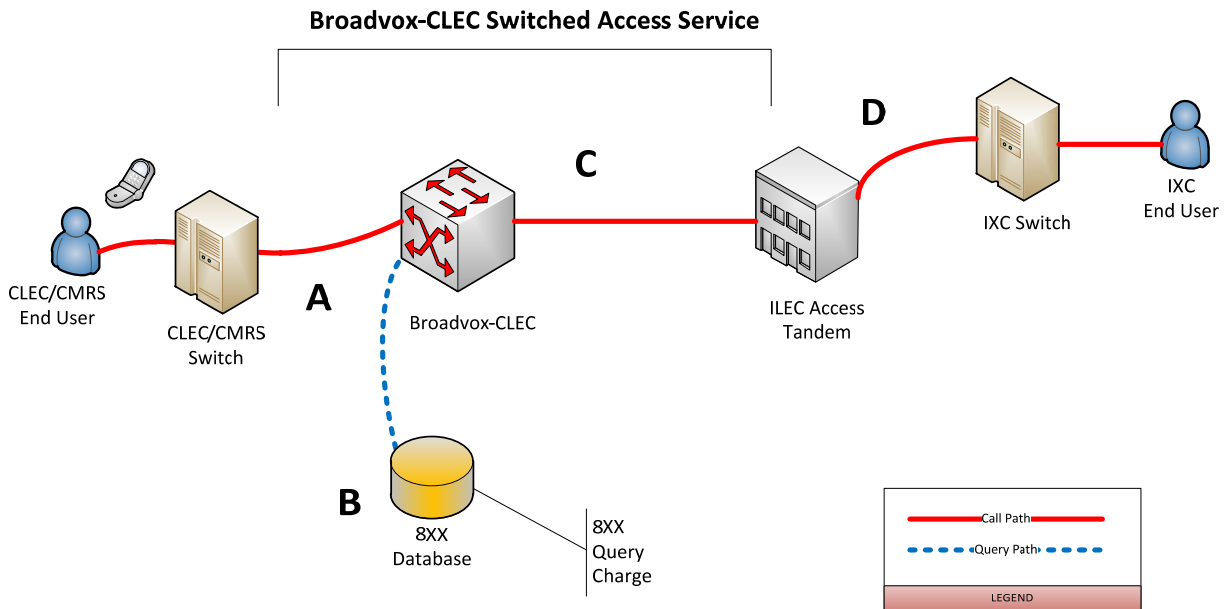 Broadvox-CLEC Switched Access Service
D
C
IXC Switch
IXC
End User
CLEC/CMRS
End User
A
CLEC/CMRS
Switch
Broadvox-CLEC
ILEC Access
Tandem
B
8XX
Database
8XX
Query
Charge
Call Path
Query Path
LEGEND